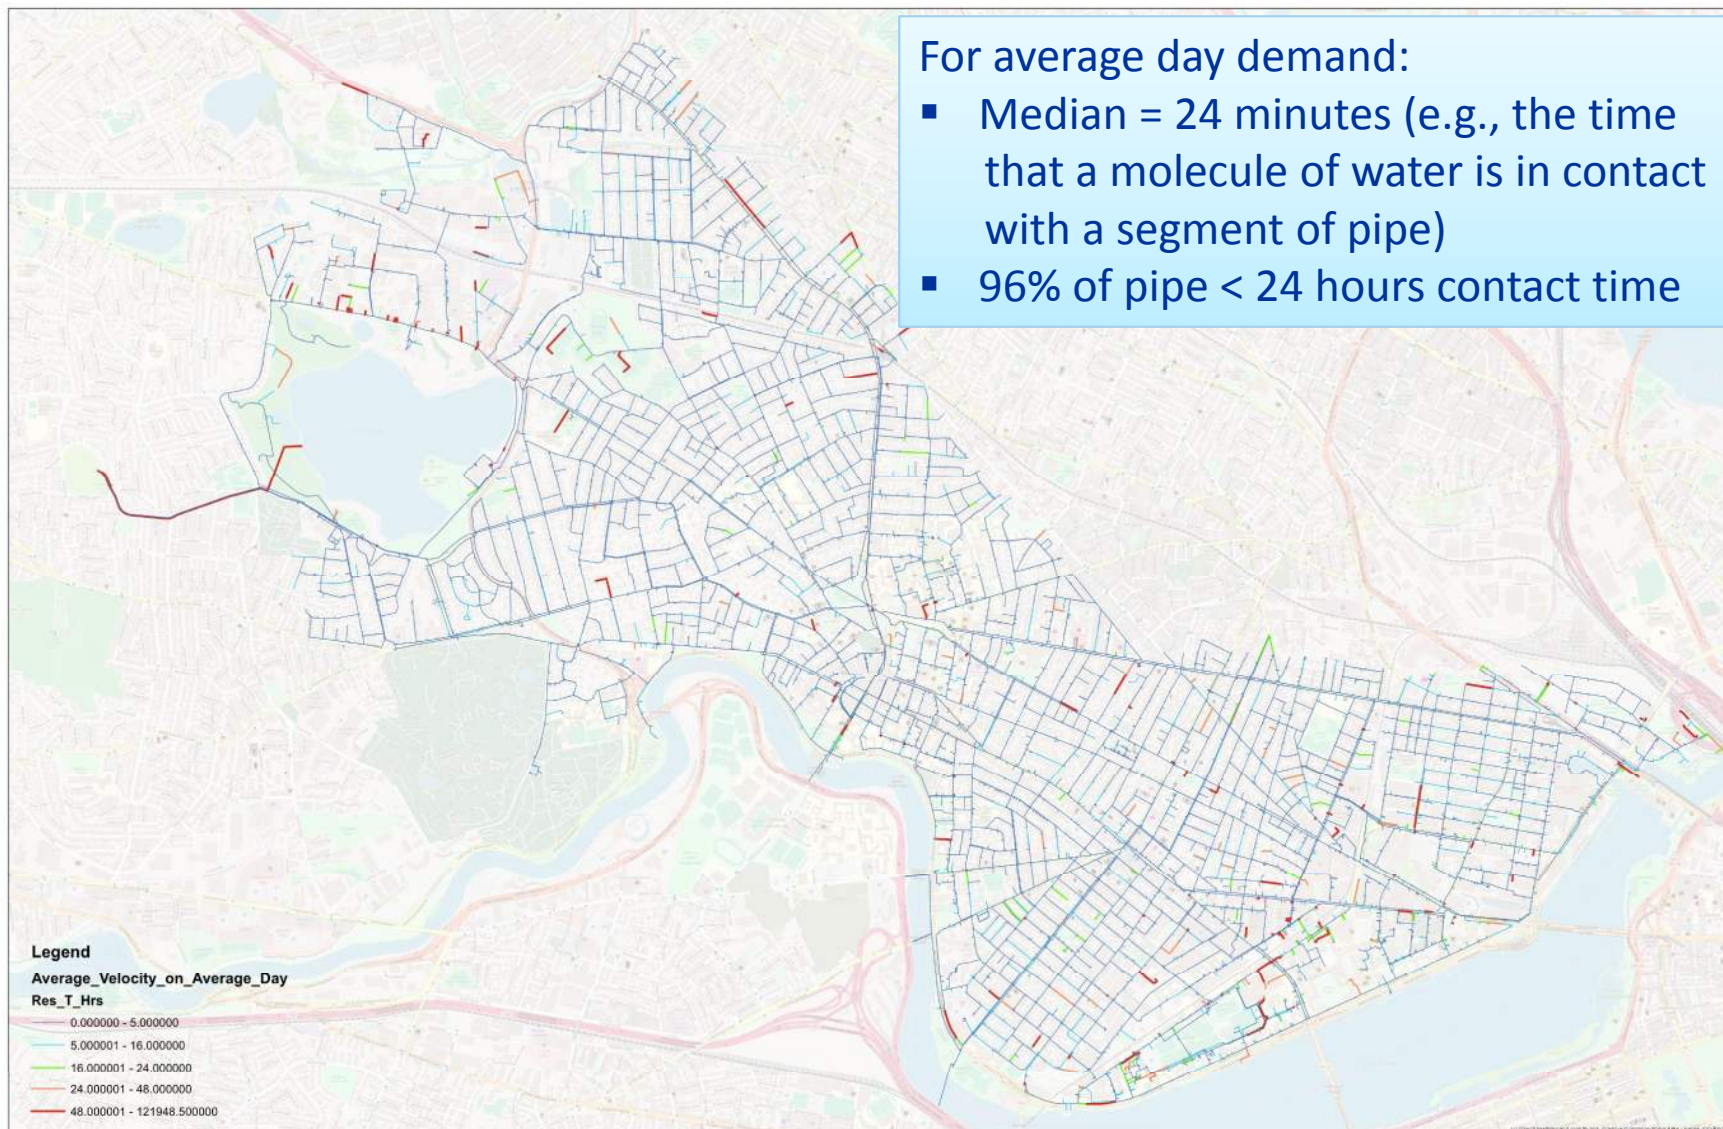 For average day demand:
▪ Median = 24 minutes (e.g., the time
that a molecule of water is in contact
with a segment of pipe)
▪ 96% of pipe < 24 hours contact time
Legend
Average_Velocity_on_Average_Day
Res_T_Hrs
0.000000 - 5.000000
5.000001 - 16.000000
16.000001 - 24.000000
24.000001 - 48.000000
48.000001 - 121948.500000